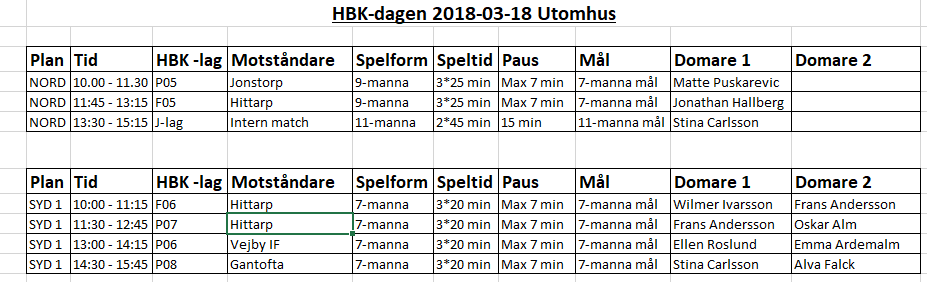 HBK-dagen 2018-03-18 Utomhus
Plan Tid HBK -lag Motståndare Spelform Speltid Paus Mål Domare 1 Domare 2
NORD 10.00 - 11.30 P05 Jonstorp 9-manna 3*25 min Max 7 min 7-manna mål Matte Puskarevic
NORD 11:45 - 13:15 F05 Hittarp 9-manna 3*25 min Max 7 min 7-manna mål Jonathan Hallberg
NORD 13:30 - 15:15 J-lag Intern match 11-manna 2*45 min 15 min 11-manna mål Stina Carlsson
Plan Tid HBK -lag Motståndare Spelform Speltid Paus Mål Domare 1 Domare 2
SYD 1 10:00 - 11:15 F06 Hittarp 7-manna 3*20 min Max 7 min 7-manna mål Wilmer Ivarsson Frans Andersson
SYD 1 11:30 - 12:45 P07 Hittarp 7-manna 3*20 min Max 7 min 7-manna mål Frans Andersson Oskar Alm
SYD 1 13:00 - 14:15 P06 Vejby IF 7-manna 3*20 min Max 7 min 7-manna mål Ellen Roslund Emma Ardemalm
SYD 1 14:30 - 15:45 P08 Gantofta 7-manna 3*20 min Max 7 min 7-manna mål Stina Carlsson Alva Falck